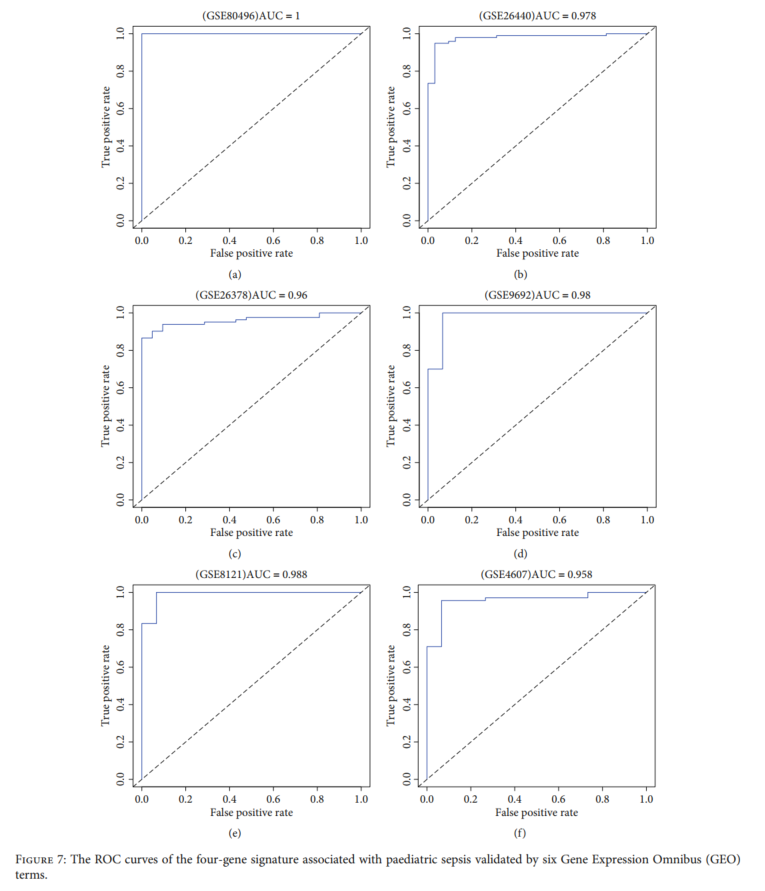 (GSE80496)AUC = 1
True positive rate
1.0
0.8
0.6
0.4
0.2
0.0
0.0 0.2 0.4 0.6 0.8 1.0
False positive rate
(a)
(GSE26440)AUC = 0.978
True positive rate
1.0
0.8
0.6
0.4
0.2
0.0
0.0 0.2 0.4 0.6 0.8 1.0
False positive rate
(b)
(GSE26378)AUC = 0.96
True positive rate
1.0
0.8
0.6
0.4
0.2
0.0
0.0 0.2 0.4 0.6 0.8 1.0
False positive rate
(c)
(GSE9692)AUC = 0.98
True positive rate
1.0
0.8
0.6
0.4
0.2
0.0
0.0 0.2 0.4 0.6 0.8 1.0
False positive rate
(d)
(GSE8121)AUC = 0.988
True positive rate
1.0
0.8
0.6
0.4
0.2
0.0
0.0 0.2 0.4 0.6 0.8 1.0
False positive rate
(e)
(GSE4607)AUC = 0.958
True positive rate
1.0
0.8
0.6
0.4
0.2
0.0
0.0 0.2 0.4 0.6 0.8 1.0
False positive rate
(f)
Figure 7: The ROC curves of the four-gene signature associated with paediatric sepsis validated by six Gene Expression Omnibus (GEO)
terms.